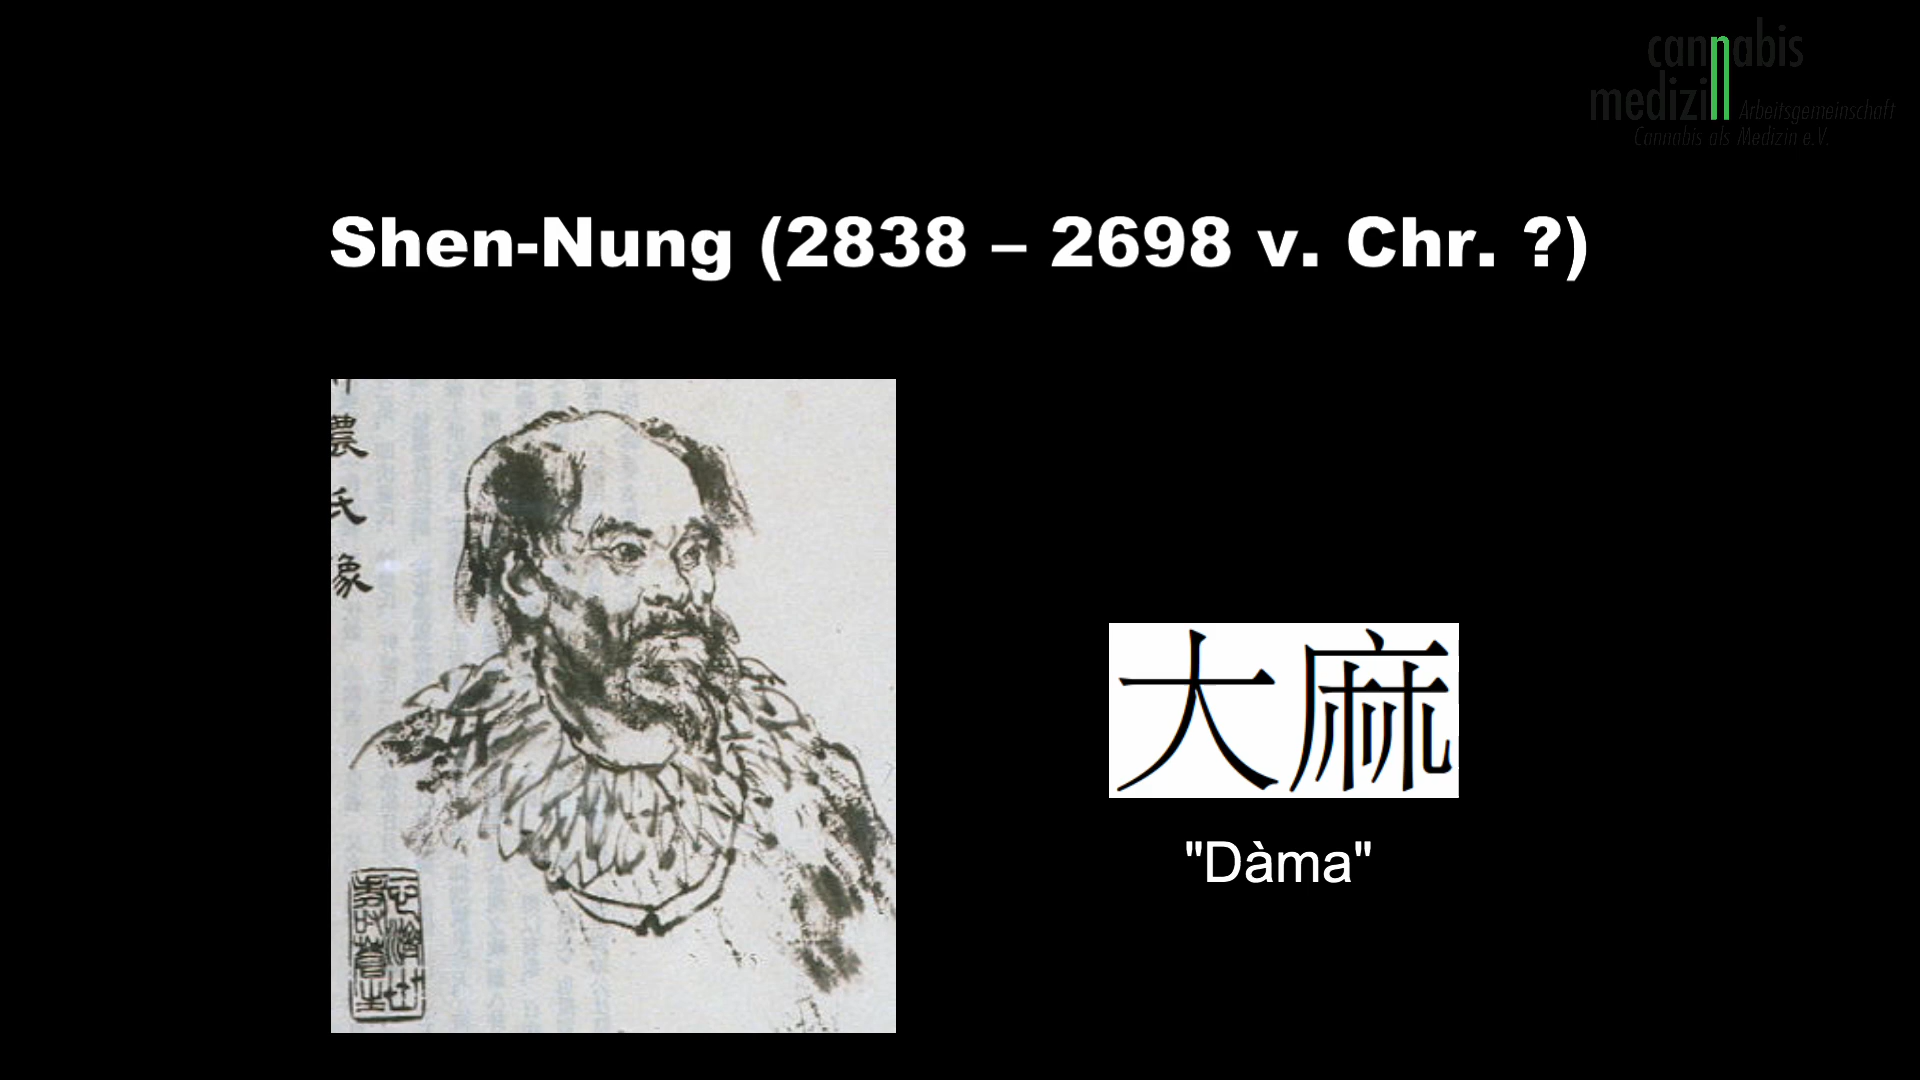 cannabis
medizin Arbeitsgemeinschaft
Cannabis als Medizin e.V.
Shen-Nung (2838 – 2698 v. Chr. ?)
農
氏
像
大麻
"Dàma"